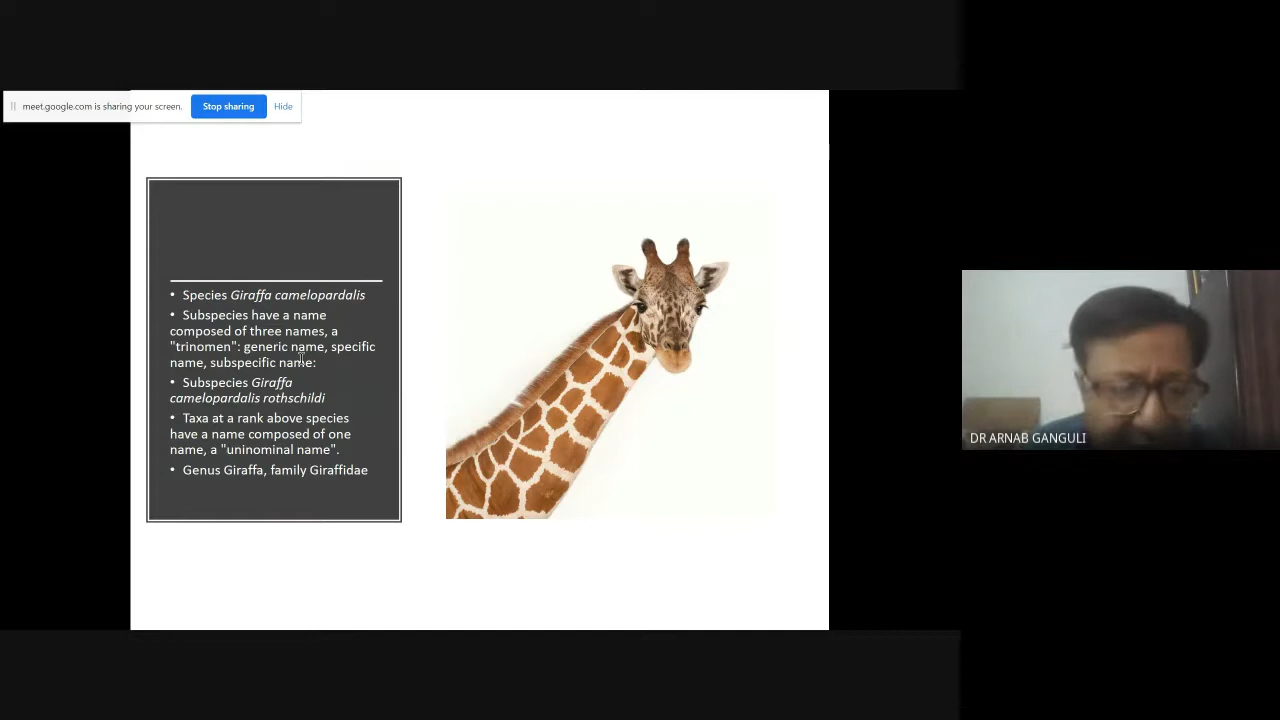 meet.google.com is sharing your screen. Stop sharing Hide
• Species Giraffa camelopardalis
• Subspecies have a name
composed of three names, a
"trinomen": generic name, specific
name, subspecific name:
• Subspecies Giraffa
camelopardalis rothschildi
• Taxa at a rank above species
have a name composed of one
name, a "uninominal name".
• Genus Giraffa, family Giraffidae
DR ARNAB GANGULI